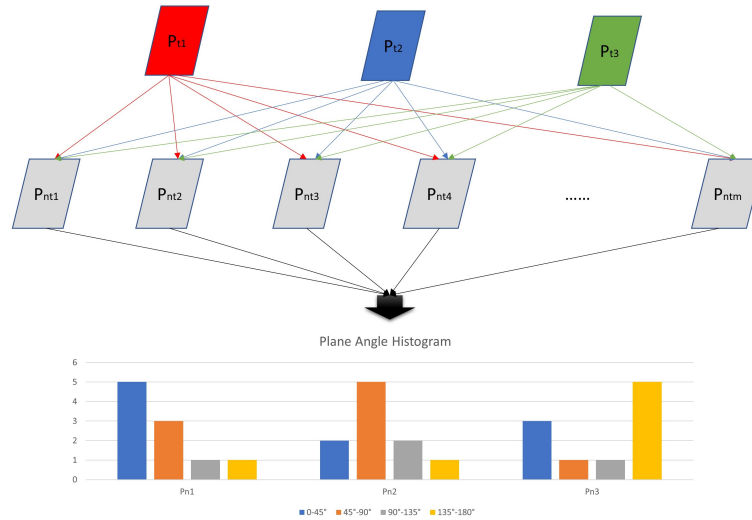 Pt1 Pt2 Pt3
Pnt1 Pnt2 Pnt3 Pnt4 ...... Pntm
Plane Angle Histogram
6
5
4
3
2
1
0
Pn1 Pn2 Pn3
0-45° 45°-90° 90°-135° 135°-180°